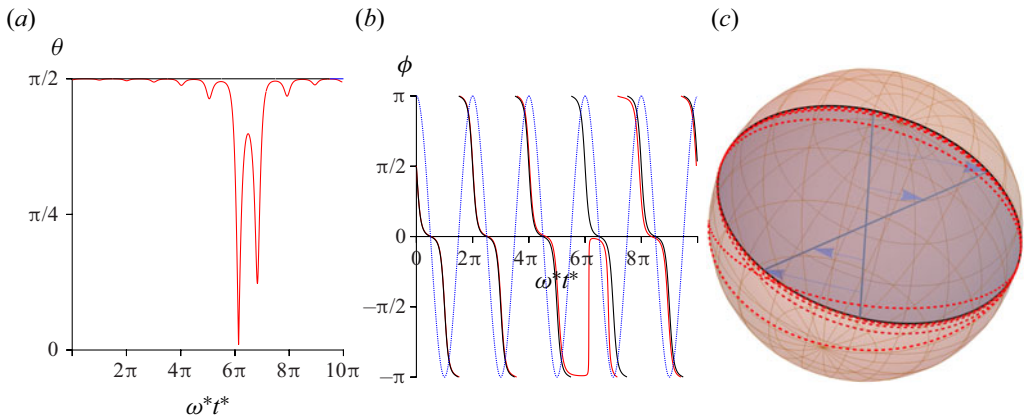 (a)
θ
π/2
π/4
0
2π 4π 6π 8π 10π
ω*t*
(b)
ϕ
π
π/2
0
0 2π 4π 6π 8π
ω*t*
−π/2
−π
(c)